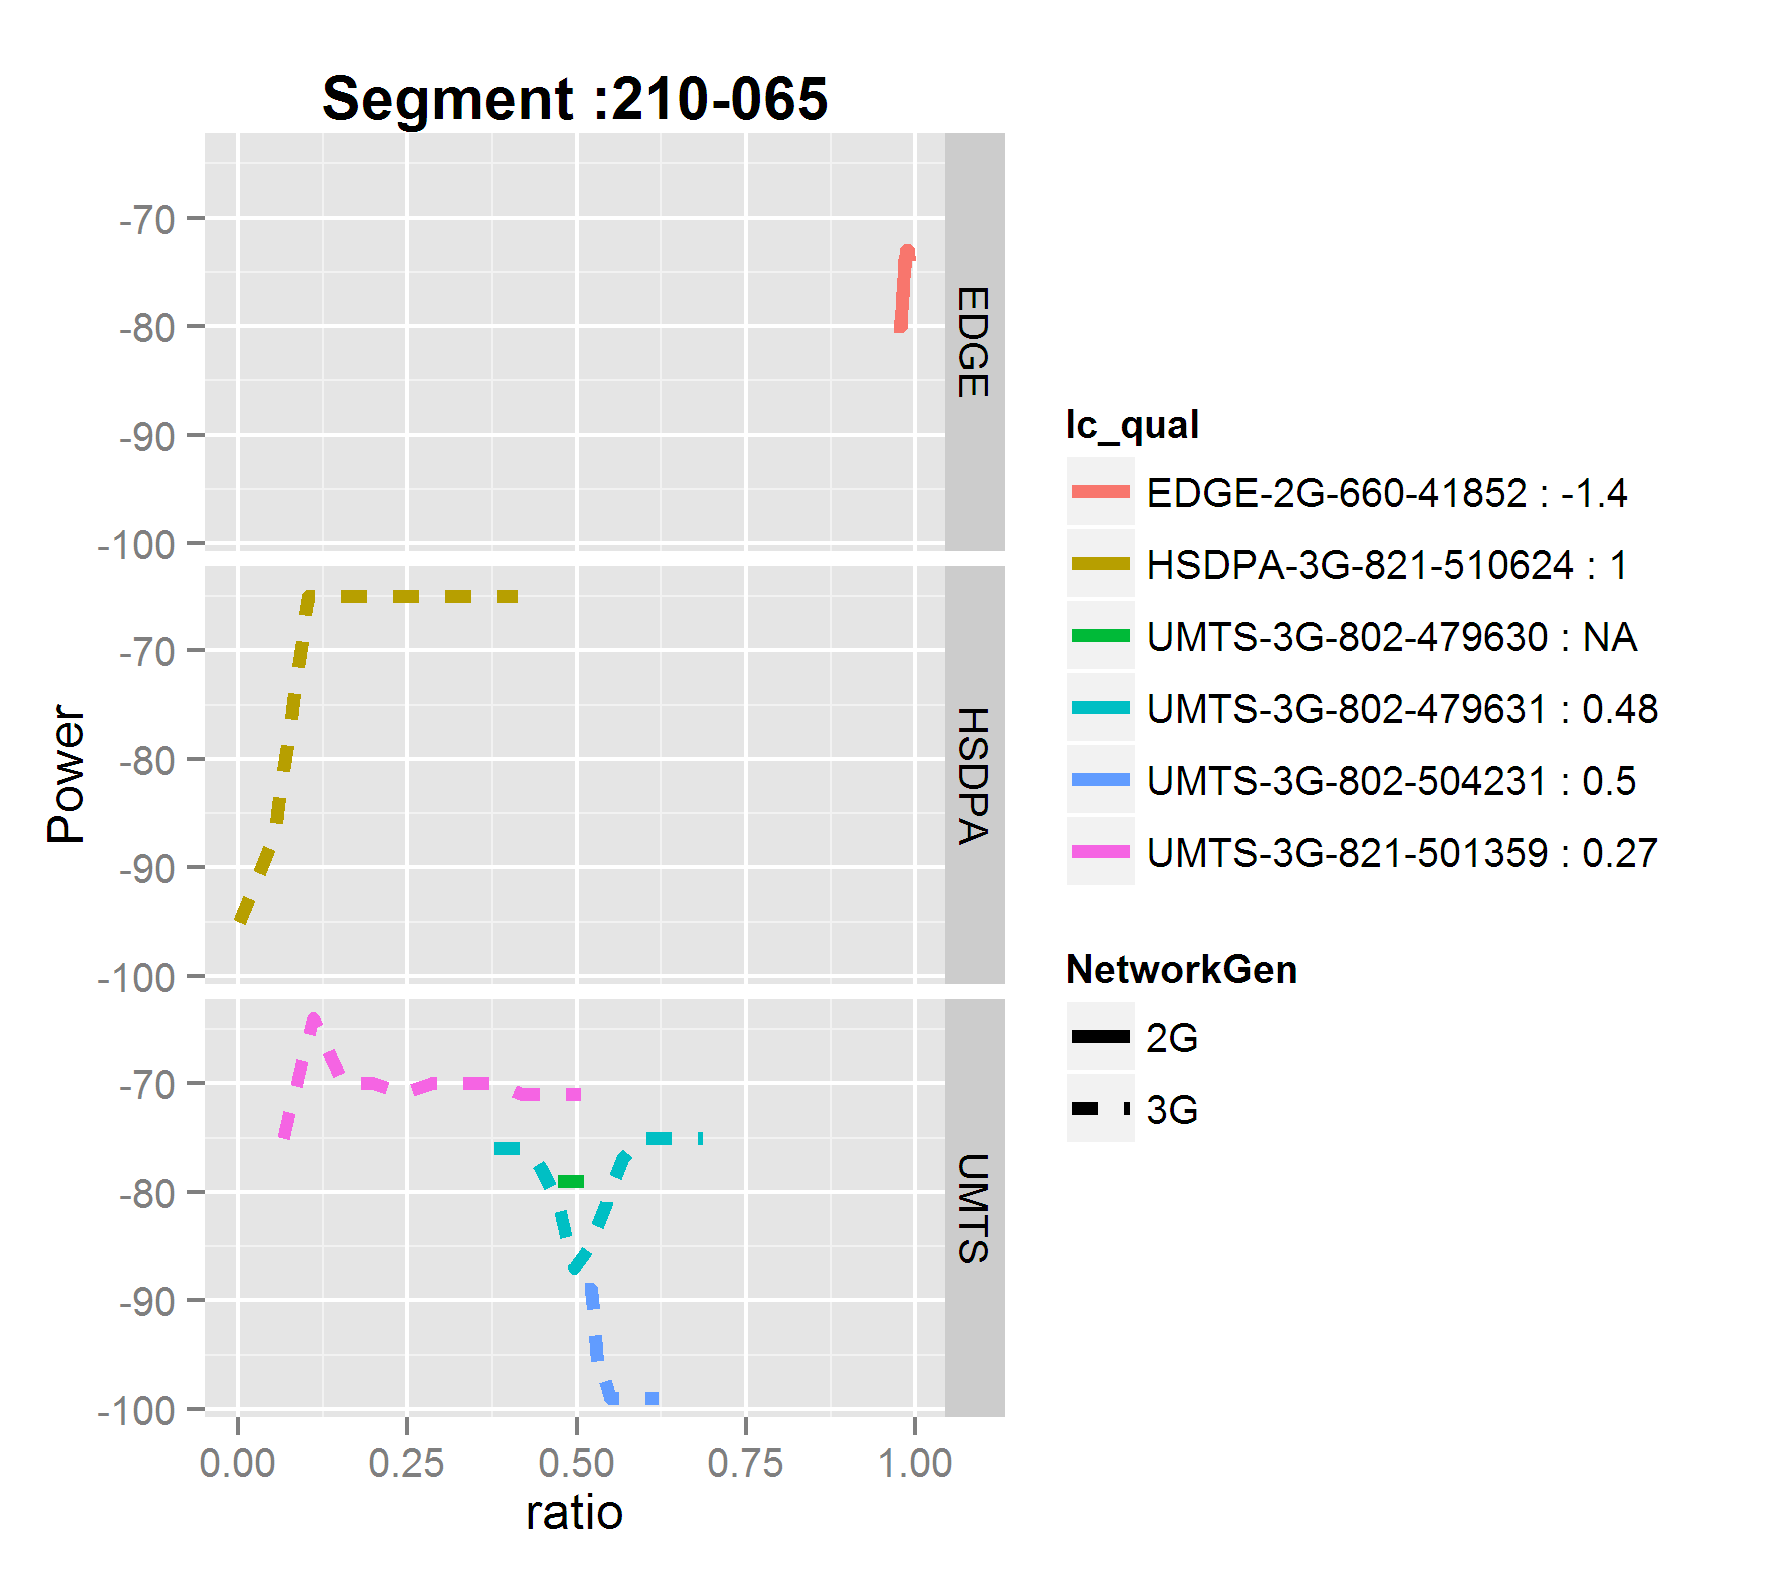 Segment :210-065
-70
-80
-90
-100
EDGE
-70
-80
-90
-100
HSDPA
-70
-80
-90
-100
UMTS
Power
0.00 0.25 0.50 0.75 1.00
ratio
lc_qual
EDGE-2G-660-41852 : -1.4
HSDPA-3G-821-510624 : 1
UMTS-3G-802-479630 : NA
UMTS-3G-802-479631 : 0.48
UMTS-3G-802-504231 : 0.5
UMTS-3G-821-501359 : 0.27
NetworkGen
2G
3G